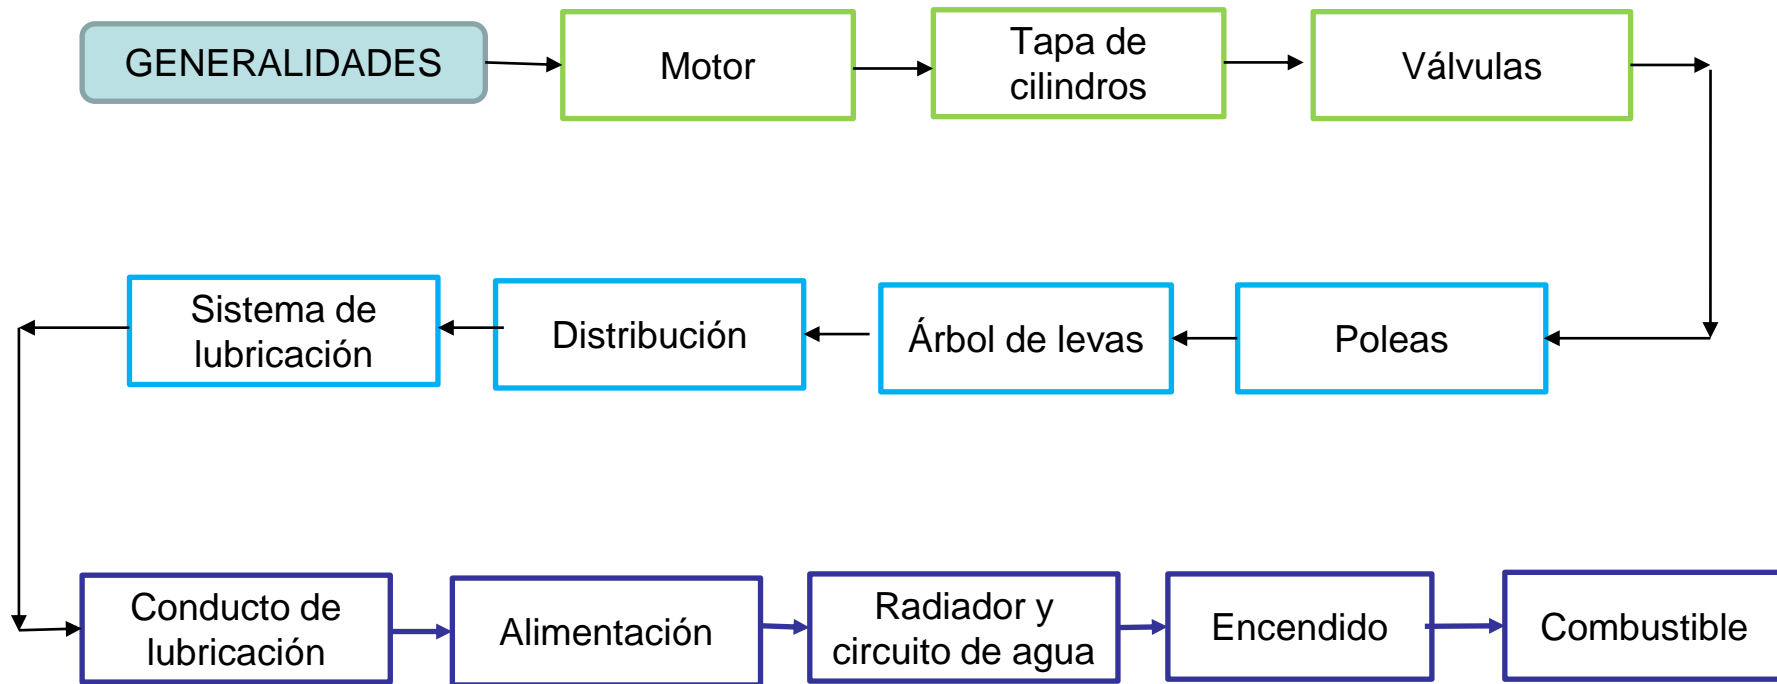 GENERALIDADES
Motor
Tapa de
cilindros
Válvulas
Sistema de
lubricación
Distribución
Árbol de levas
Poleas
Conducto de
lubricación
Alimentación
Radiador y
circuito de agua
Encendido
Combustible